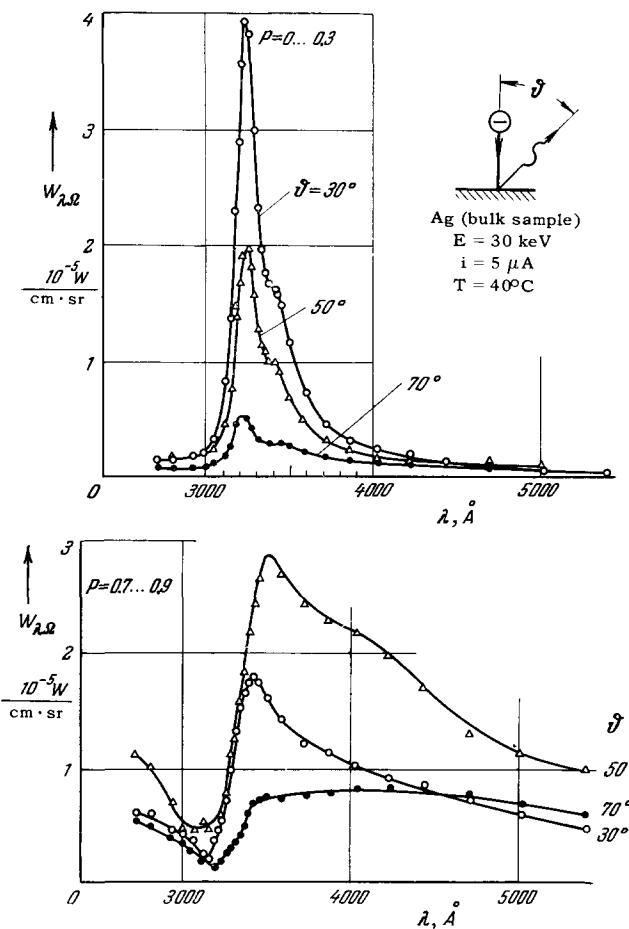 4
P=0...0,3
3
ϑ
W_λΩ
ϑ=30°
Ag (bulk sample)
2
E = 30 keV
i = 5 μA
10⁻⁵W
cm·sr
50°
T = 40°C
1
70°
0
3000
4000
5000
λ, Å
3
P=0,7...0,9
W_λΩ
2
10⁻⁵W
cm·sr
ϑ
1
50
70°
30°
0
3000
4000
5000
λ, Å